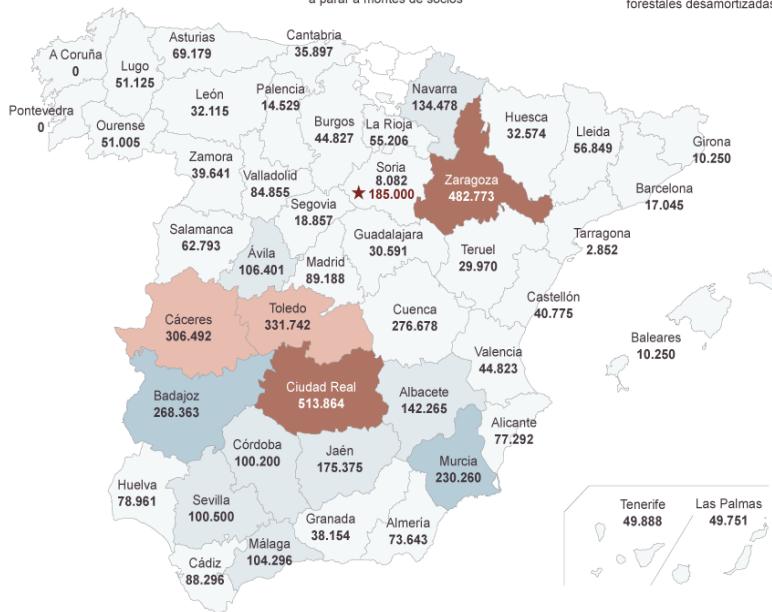 a parar a montes de socios
forestales desamortizadas
A Coruña
0
Lugo
51.125
Asturias
69.179
Cantabria
35.897
Pontevedra
0
Ourense
51.005
León
32.115
Palencia
14.529
Burgos
44.827
La Rioja
55.206
Navarra
134.478
Huesca
32.574
Lleida
56.849
Girona
10.250
Zamora
39.641
Valladolid
84.855
Soria
8.082
★ 185.000
Zaragoza
482.773
Barcelona
17.045
Segovia
18.857
Salamanca
62.793
Ávila
106.401
Madrid
89.188
Guadalajara
30.591
Teruel
29.970
Tarragona
2.852
Cáceres
306.492
Toledo
331.742
Cuenca
276.678
Castellón
40.775
Valencia
44.823
Baleares
10.250
Badajoz
268.363
Ciudad Real
513.864
Albacete
142.265
Alicante
77.292
Córdoba
100.200
Jaén
175.375
Murcia
230.260
Huelva
78.961
Sevilla
100.500
Granada
38.154
Almería
73.643
Málaga
104.296
Cádiz
88.296
Tenerife
49.888
Las Palmas
49.751